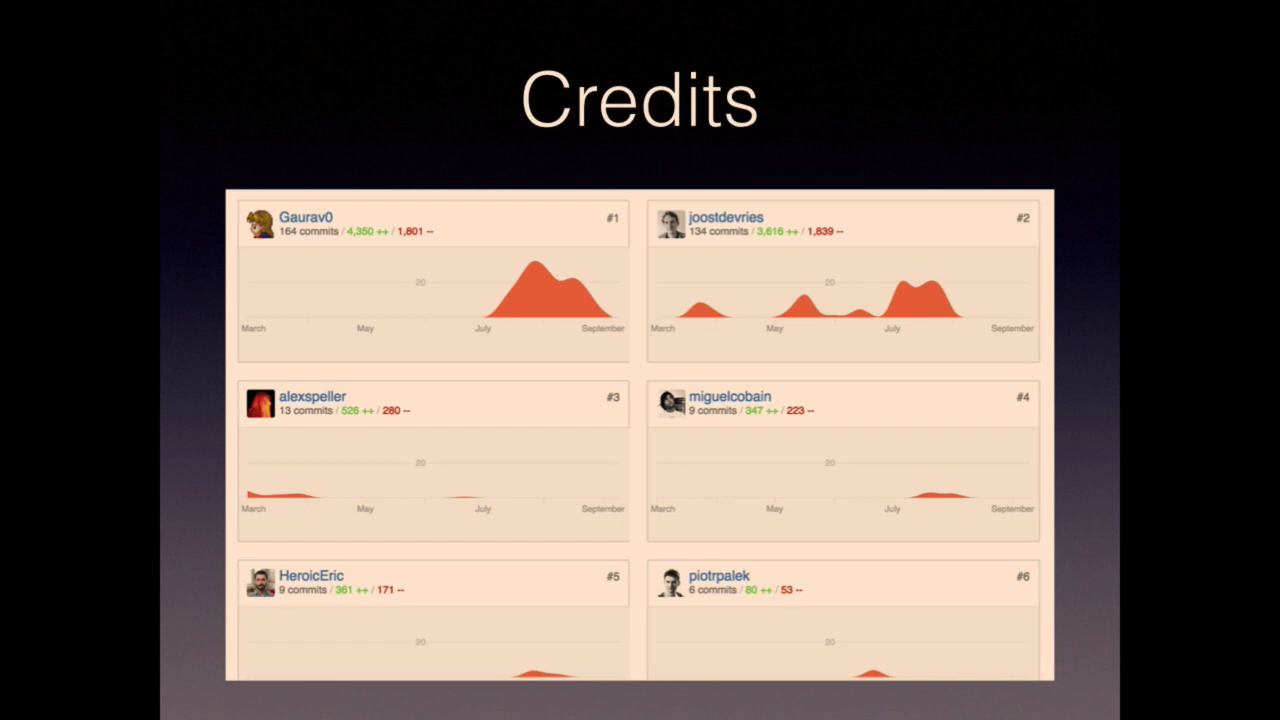 Credits
Gaurav0 #1
164 commits / 4,350 ++ / 1,801 --
20
March May July September
joostdevries #2
134 commits / 3,616 ++ / 1,839 --
20
March May July September
alexspeller #3
13 commits / 526 ++ / 280 --
20
March May July September
miguelcobain #4
9 commits / 347 ++ / 223 --
20
March May July September
HeroicEric #5
9 commits / 361 ++ / 171 --
20
piotrpalek #6
6 commits / 80 ++ / 53 --
20